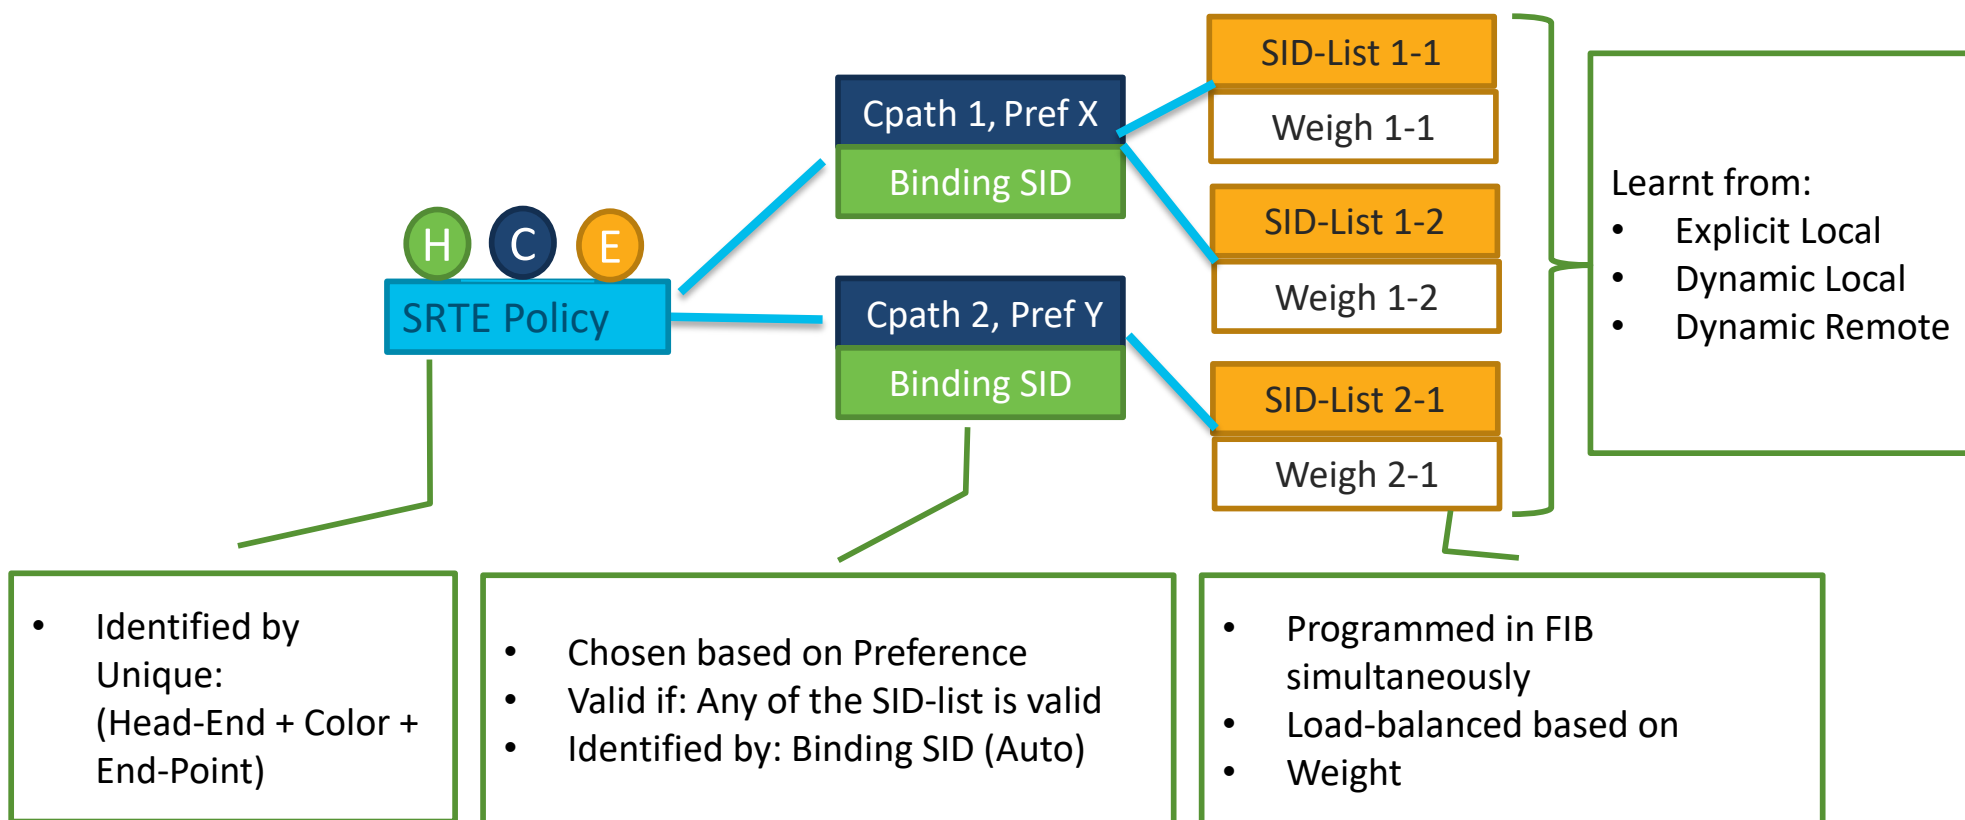 H C E
SRTE Policy
Cpath 1, Pref X
Binding SID
Cpath 2, Pref Y
Binding SID
SID-List 1-1
Weigh 1-1
SID-List 1-2
Weigh 1-2
SID-List 2-1
Weigh 2-1
Learnt from:
• Explicit Local
• Dynamic Local
• Dynamic Remote
• Identified by
Unique:
(Head-End + Color +
End-Point)
• Chosen based on Preference
• Valid if: Any of the SID-list is valid
• Identified by: Binding SID (Auto)
• Programmed in FIB
simultaneously
• Load-balanced based on
• Weight